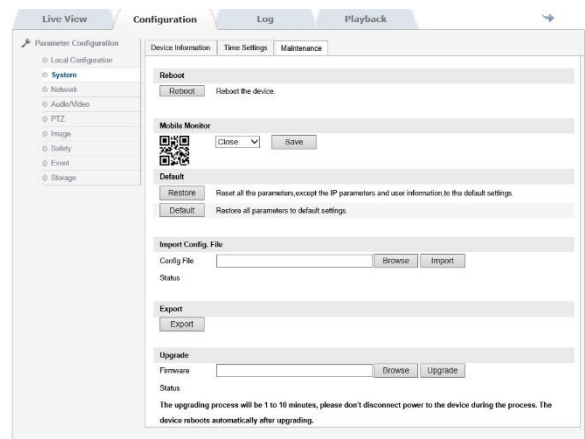 Live View Configuration Log Playback
Parameter Configuration
Local Configuration
System
Network
Audio/Video
PTZ
Image
Safety
Event
Storage
Device Information Time Settings Maintenance
Reboot
Reboot Reboot the device.
Mobile Monitor
Close Save
Default
Restore Reset all the parameters,except the IP parameters and user information,to the default settings.
Default Restore all parameters to default settings
Import Config. File
Config File Browse Import
Status
Export
Export
Upgrade
Firmware Browse Upgrade
Status
The upgrading process will be 1 to 10 minutes, please don't disconnect power to the device during the process. The
device reboots automatically after upgrading.